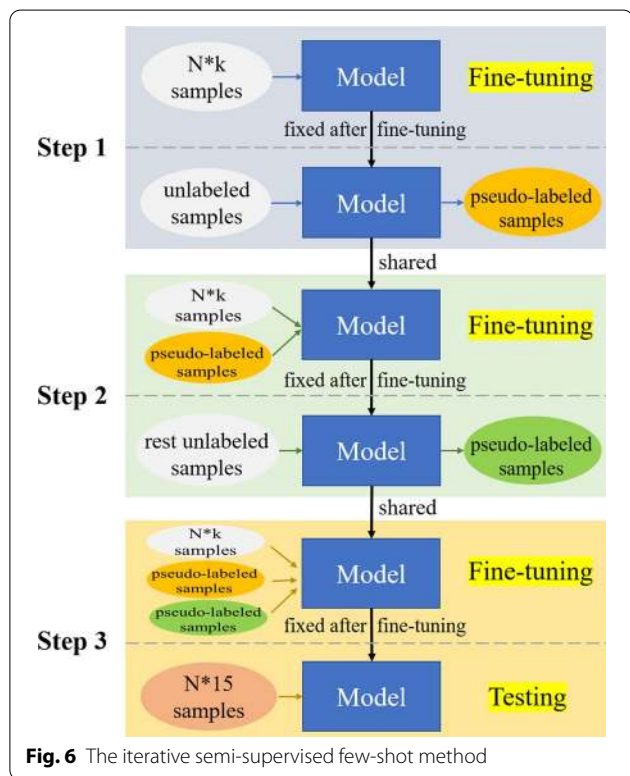 N*k
samples
Model
Fine-tuning
fixed after fine-tuning
Step 1
unlabeled
samples
Model
pseudo-labeled
samples
shared
N*k
samples
pseudo-labeled
samples
Model
Fine-tuning
fixed after fine-tuning
Step 2
rest unlabeled
samples
Model
pseudo-labeled
samples
shared
N*k
samples
pseudo-labeled
samples
pseudo-labeled
samples
Model
Fine-tuning
fixed after fine-tuning
Step 3
N*15
samples
Model
Testing
Fig. 6 The iterative semi-supervised few-shot method